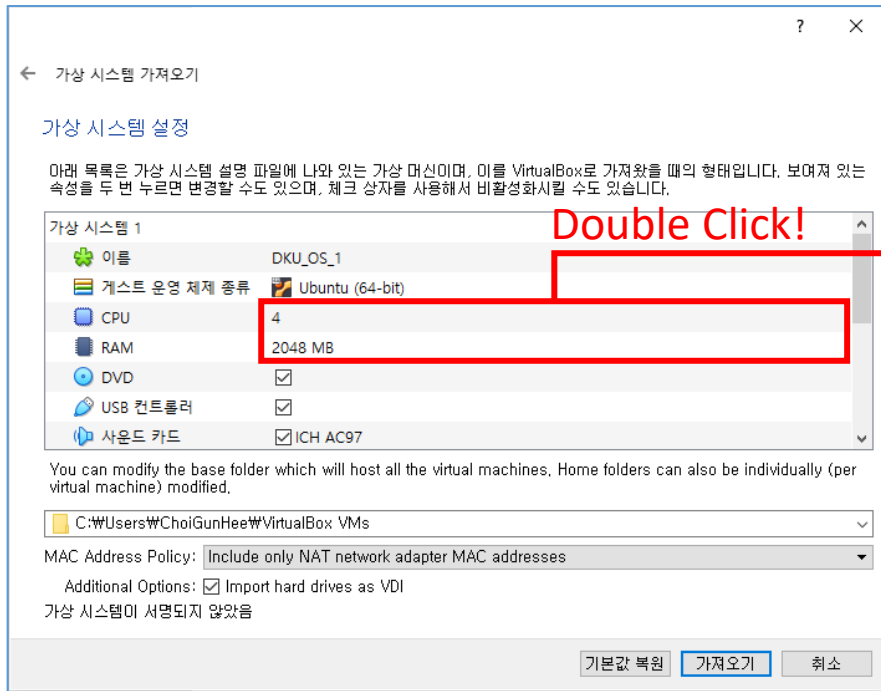 ?
가상 시스템 가져오기
가상 시스템 설정
아래 목록은 가상 시스템 설명 파일에 나와 있는 가상 머신이며, 이를 VirtualBox로 가져왔을 때의 형태입니다. 보여져 있는
속성을 두 번 누르면 변경할 수도 있으며, 체크 상자를 사용해서 비활성화시킬 수도 있습니다.
가상 시스템 1
Double Click!
이름 DKU_OS_1
게스트 운영 체제 종류 Ubuntu (64-bit)
CPU 4
RAM 2048 MB
DVD
USB 컨트롤러
사운드 카드 ICH AC97
You can modify the base folder which will host all the virtual machines, Home folders can also be individually (per
virtual machine) modified,
C:₩Users₩ChoiGunHee₩VirtualBox VMs
MAC Address Policy: Include only NAT network adapter MAC addresses
Additional Options: Import hard drives as VDI
가상 시스템이 서명되지 않았음
기본값 복원 가져오기 취소